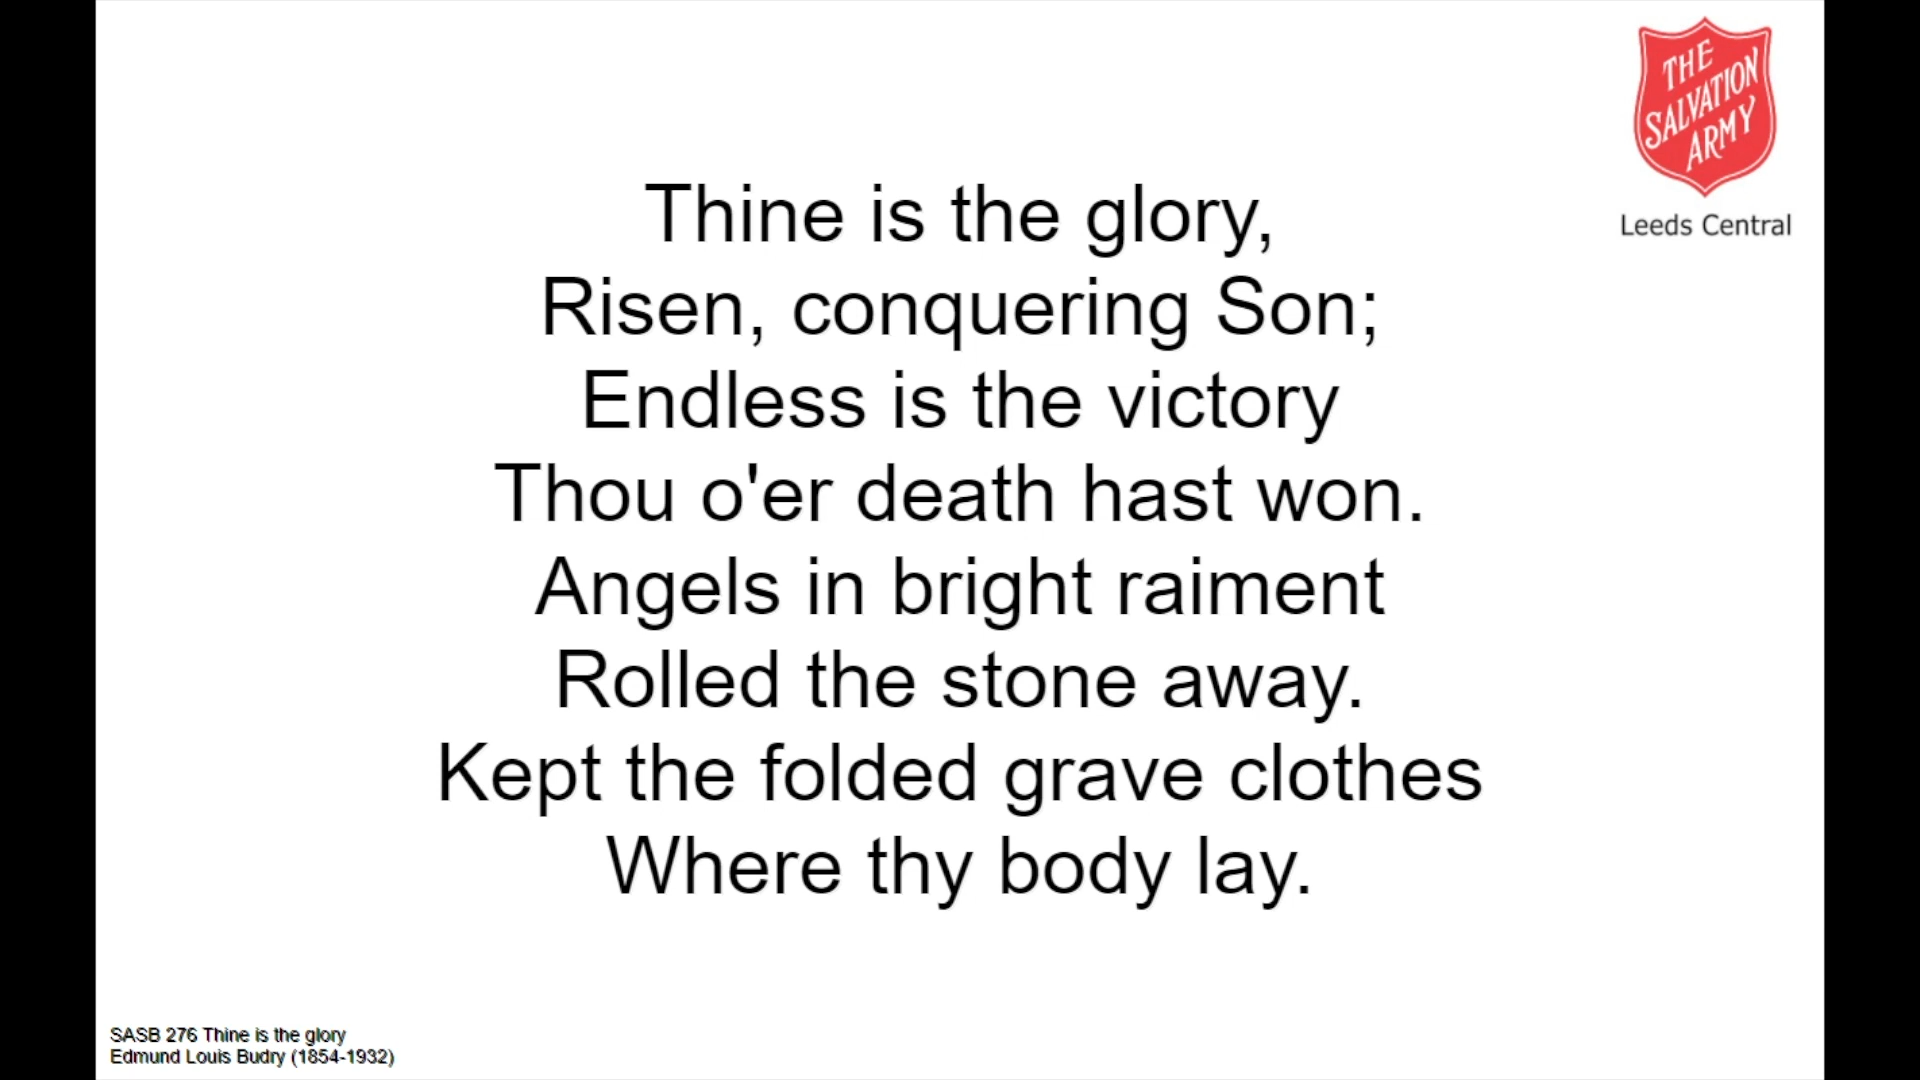 THE
SALVATION
ARMY
Leeds Central
Thine is the glory,
Risen, conquering Son;
Endless is the victory
Thou o'er death hast won.
Angels in bright raiment
Rolled the stone away.
Kept the folded grave clothes
Where thy body lay.
SASB 276 Thine is the glory
Edmund Louis Budry (1854-1932)